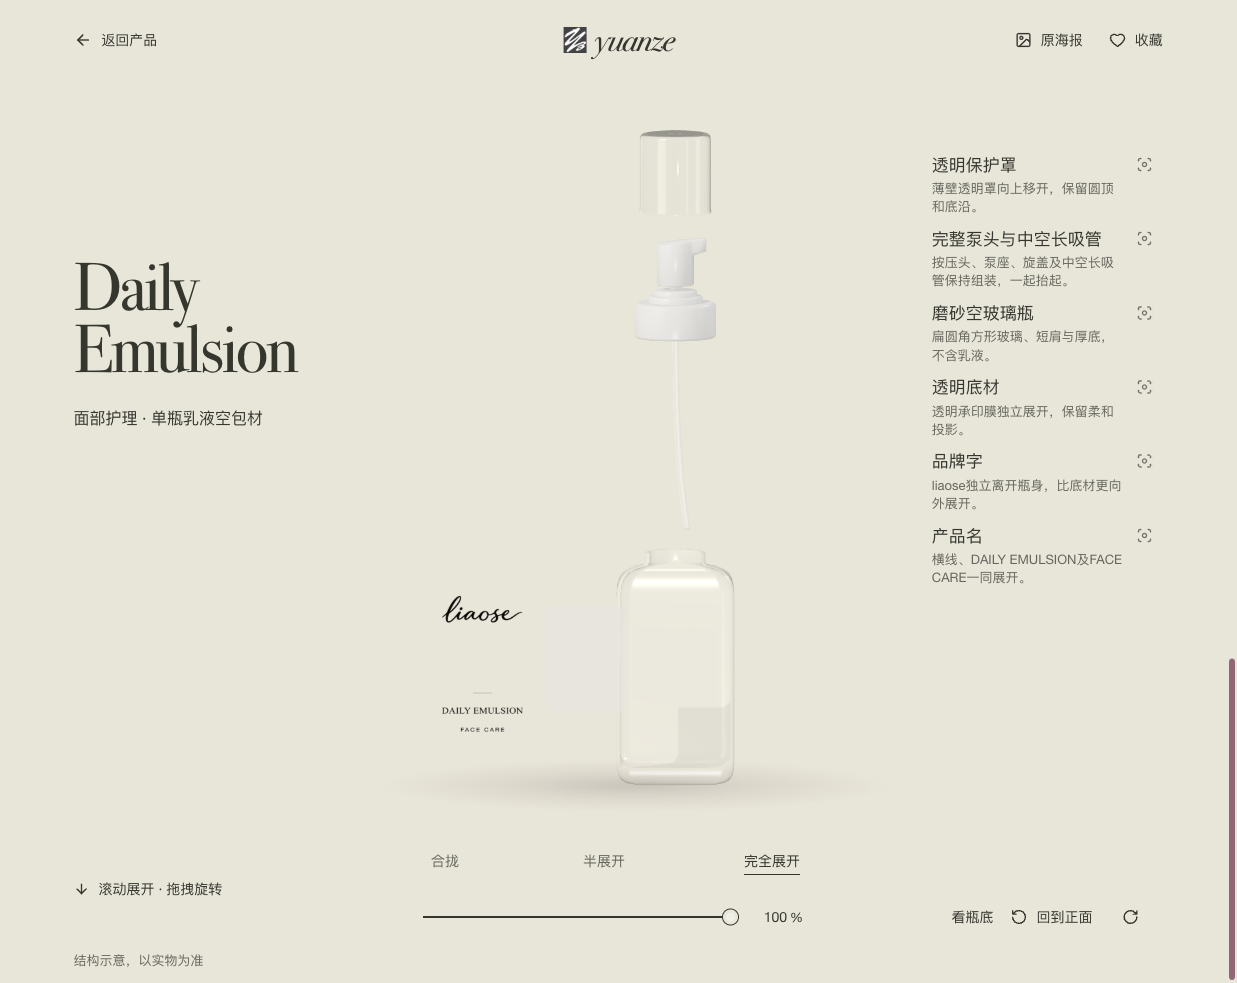 返回产品
yuanze
原海报
收藏
Daily
Emulsion
面部护理 · 单瓶乳液空包材
透明保护罩
薄壁透明罩向上移开，保留圆顶
和底沿。
完整泵头与中空长吸管
按压头、泵座、旋盖及中空长吸
管保持组装，一起抬起。
磨砂空玻璃瓶
扁圆角方形玻璃、短肩与厚底，
不含乳液。
透明底材
透明承印膜独立展开，保留柔和
投影。
品牌字
liaose独立离开瓶身，比底材更向
外展开。
产品名
横线、DAILY EMULSION及FACE
CARE一同展开。
liaose
DAILY EMULSION
FACE CARE
合拢
半展开
完全展开
滚动展开 · 拖拽旋转
100 %
看瓶底
回到正面
结构示意，以实物为准